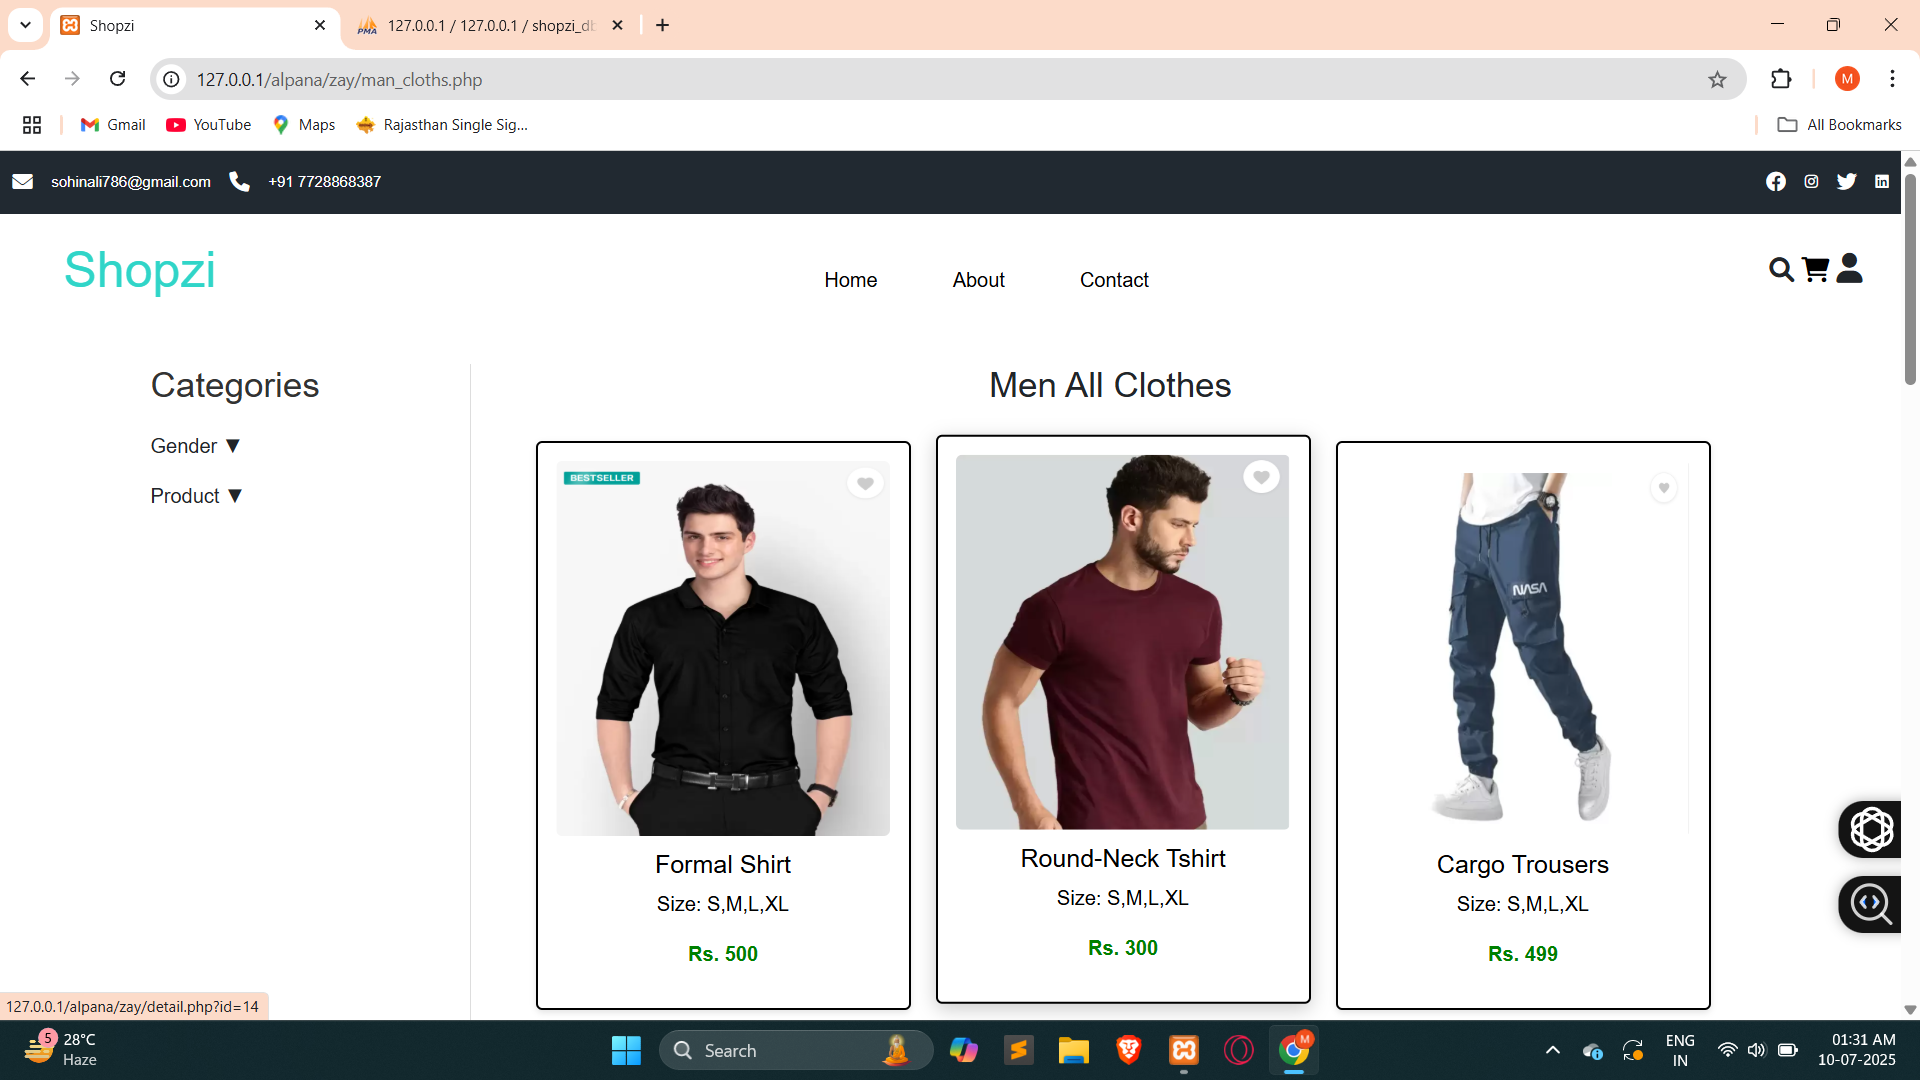 Shopzi
127.0.0.1 / 127.0.0.1 / shopzi_db
127.0.0.1/alpana/zay/man_cloths.php
M
Gmail
YouTube
Maps
Rajasthan Single Sig...
All Bookmarks
sohinali786@gmail.com
+91 7728868387
Shopzi
Home
About
Contact
Categories
Gender ▼
Product ▼
Men All Clothes
BESTSELLER
NASA
Formal Shirt
Size: S,M,L,XL
Rs. 500
Round-Neck Tshirt
Size: S,M,L,XL
Rs. 300
Cargo Trousers
Size: S,M,L,XL
Rs. 499
127.0.0.1/alpana/zay/detail.php?id=14
5
28°C
Haze
Search
M
ENG
IN
01:31 AM
10-07-2025